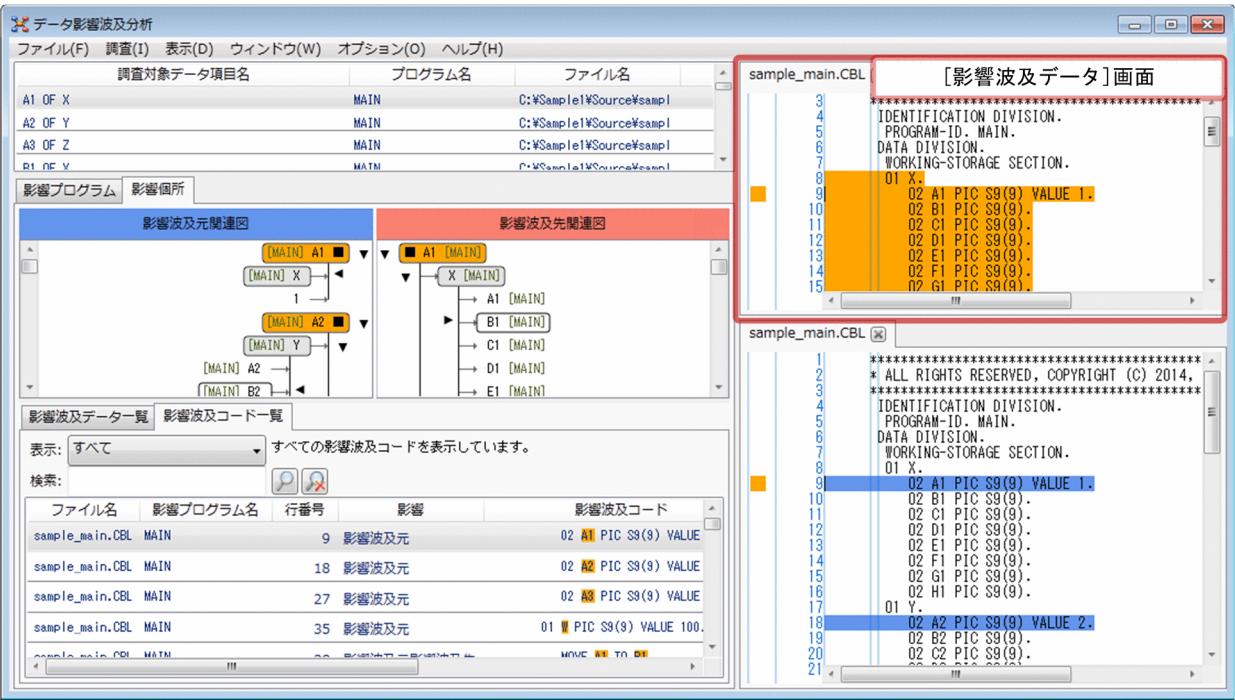 データ影響波及分析
ファイル(F) 調査(I) 表示(D) ウィンドウ(W) オプション(O) ヘルプ(H)
調査対象データ項目名 プログラム名 ファイル名
A1 OF X MAIN C:¥Sample1¥Source¥sampl
A2 OF Y MAIN C:¥Sample1¥Source¥sampl
A3 OF Z MAIN C:¥Sample1¥Source¥sampl
B1 OF X MAIN C:¥Sample1¥Source¥sampl
影響プログラム 影響個所
影響波及元関連図 影響波及先関連図
[MAIN] A1 ■ ▼
[MAIN] X
1
[MAIN] A2 ■ ▼
[MAIN] Y
[MAIN] A2
[MAIN] B2
▼ ■ A1 [MAIN]
X [MAIN]
A1 [MAIN]
B1 [MAIN]
C1 [MAIN]
D1 [MAIN]
E1 [MAIN]
影響波及データ一覧 影響波及コード一覧
表示: すべて すべての影響波及コードを表示しています。
検索:
ファイル名 影響プログラム名 行番号 影響 影響波及コード
sample_main.CBL MAIN 9 影響波及元 02 A1 PIC S9(9) VALUE
sample_main.CBL MAIN 18 影響波及元 02 A2 PIC S9(9) VALUE
sample_main.CBL MAIN 27 影響波及元 02 A3 PIC S9(9) VALUE
sample_main.CBL MAIN 35 影響波及元 01 W PIC S9(9) VALUE 100.
sample_main.CBL MAIN MOVE A1 TO B1
sample_main.CBL [影響波及データ]画面
3 *******************************************
4 IDENTIFICATION DIVISION.
5 PROGRAM-ID. MAIN.
6 DATA DIVISION.
7 WORKING-STORAGE SECTION.
8 01 X.
9 02 A1 PIC S9(9) VALUE 1.
10 02 B1 PIC S9(9).
11 02 C1 PIC S9(9).
12 02 D1 PIC S9(9).
13 02 E1 PIC S9(9).
14 02 F1 PIC S9(9).
15 02 G1 PIC S9(9).
sample_main.CBL
1 *******************************************
2 * ALL RIGHTS RESERVED, COPYRIGHT (C) 2014,
3 *******************************************
4 IDENTIFICATION DIVISION.
5 PROGRAM-ID. MAIN.
6 DATA DIVISION.
7 WORKING-STORAGE SECTION.
8 01 X.
9 02 A1 PIC S9(9) VALUE 1.
10 02 B1 PIC S9(9).
11 02 C1 PIC S9(9).
12 02 D1 PIC S9(9).
13 02 E1 PIC S9(9).
14 02 F1 PIC S9(9).
15 02 G1 PIC S9(9).
16 02 H1 PIC S9(9).
17 01 Y.
18 02 A2 PIC S9(9) VALUE 2.
19 02 B2 PIC S9(9).
20 02 C2 PIC S9(9).
21 02 D2 PIC S9(9).